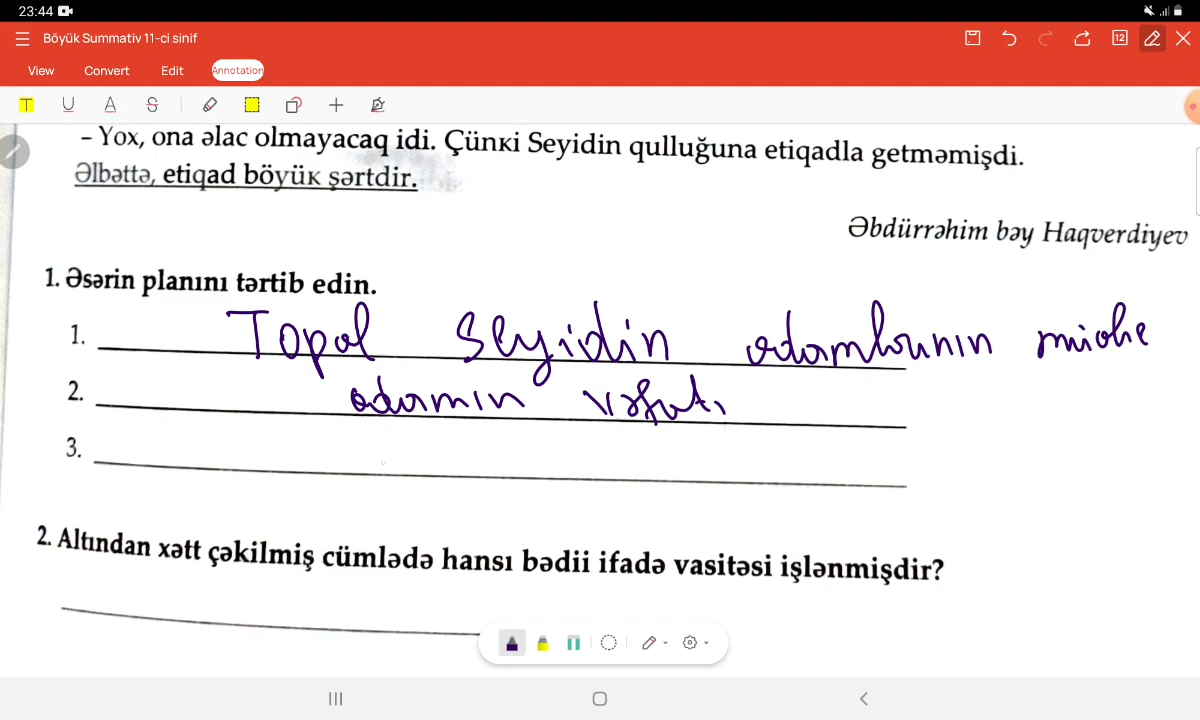 23:44
Böyük Summativ 11-ci sinif
12
View Convert Edit Annotation
T U A S
– Yox, ona əlac olmayacaq idi. Çünki Seyidin qulluğuna etiqadla getməmişdi.
Əlbəttə, etiqad böyük şərtdir.
Əbdürrəhim bəy Haqverdiyev
1. Əsərin planını tərtib edin.
1. Topal Seyidin adamlarının
2. adamın vəfatı
3.
2. Altından xətt çəkilmiş cümlədə hansı bədii ifadə vasitəsi işlənmişdir?